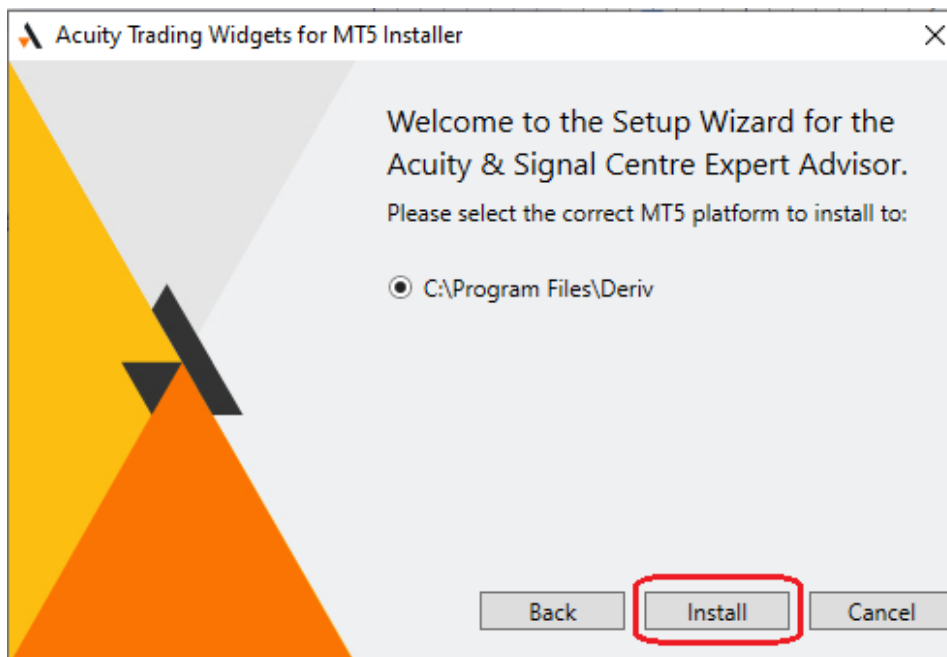 Acuity Trading Widgets for MT5 Installer
Welcome to the Setup Wizard for the
Acuity & Signal Centre Expert Advisor.
Please select the correct MT5 platform to install to:
C:\Program Files\Deriv
Back Install Cancel